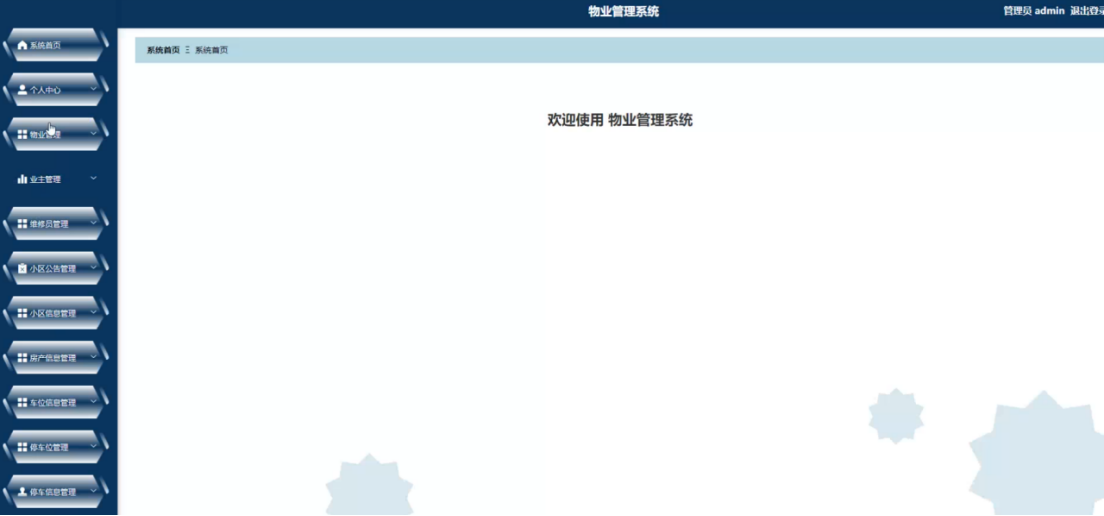 物业管理系统
管理员 admin 退出登录
系统首页
个人中心
物业管理
业主管理
维修员管理
小区公告管理
小区信息管理
房产信息管理
车位信息管理
停车位管理
停车信息管理
系统首页 Ξ 系统首页
欢迎使用 物业管理系统